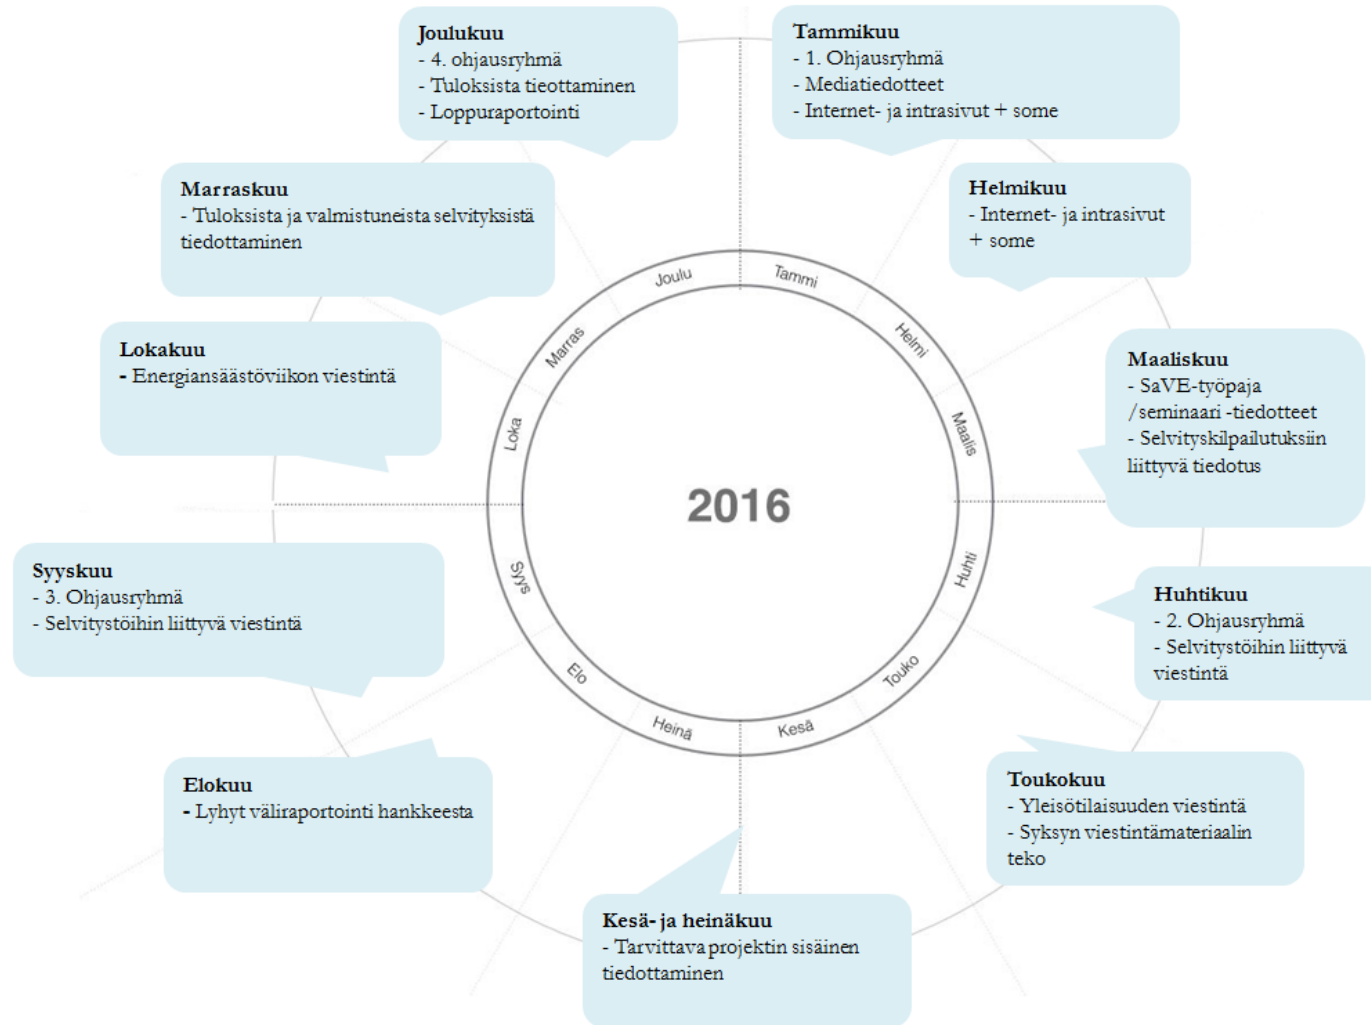 Joulukuu
- 4. ohjausryhmä
- Tuloksista tieottaminen
- Loppuraportointi
Tammikuu
- 1. Ohjausryhmä
- Mediatiedotteet
- Internet- ja intrasivut + some
Marraskuu
- Tuloksista ja valmistuneista selvityksistä
tiedottaminen
Helmikuu
- Internet- ja intrasivut
+ some
Lokakuu
- Energiansäästöviikon viestintä
Maaliskuu
- SaVE-työpaja
/seminaari -tiedotteet
- Selvityskilpailutuksiin
liittyvä tiedotus
Joulu
Tammi
Marras
Helmi
Loka
Maalis
2016
Syys
Huhti
Elo
Touko
Heinä
Kesä
Syyskuu
- 3. Ohjausryhmä
- Selvitystöihin liittyvä viestintä
Huhtikuu
- 2. Ohjausryhmä
- Selvitystöihin liittyvä
viestintä
Elokuu
- Lyhyt väliraportointi hankkeesta
Toukokuu
- Yleisötilaisuuden viestintä
- Syksyn viestintämateriaalin
teko
Kesä- ja heinäkuu
- Tarvittava projektin sisäinen
tiedottaminen